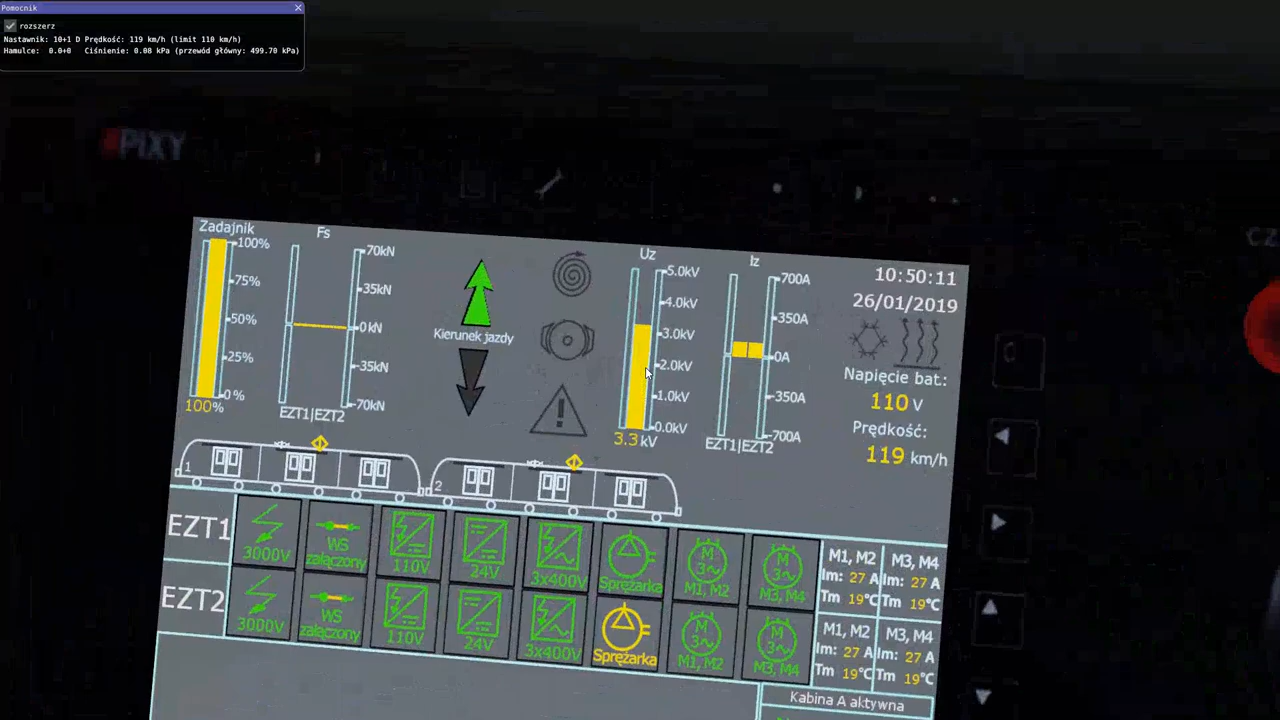 Pomocnik
rozszerz
Nastawnik: 10+1 D Prędkość: 119 km/h (limit 110 km/h)
Hamulce: 0.0+0 Ciśnienie: 0.08 kPa (przewód główny: 499.70 kPa)
PIXY
Zadajnik
100%
75%
50%
25%
0%
100%
Fs
70kN
35kN
0kN
35kN
-70kN
EZT1|EZT2
Kierunek jazdy
Uz
5.0kV
4.0kV
3.0kV
2.0kV
1.0kV
0.0kV
3.3 kV
Iz
700A
350A
0A
-350A
-700A
EZT1|EZT2
10:50:11
26/01/2019
Napięcie bat:
110 V
Prędkość:
119 km/h
1
2
EZT1
3000V
WS
załączony
110V
24V
3x400V
Sprężarka
M
3~
M1, M2
M
3~
M3, M4
M1, M2
Im: 27 A
Tm 19°C
M3, M4
Im: 27 A
Tm 19°C
EZT2
3000V
WS
załączony
110V
24V
3x400V
Sprężarka
M
3~
M1, M2
M
3~
M3, M4
M1, M2
Im: 27 A
Tm 19°C
M3, M4
Im: 27 A
Tm 19°C
Kabina A aktywna